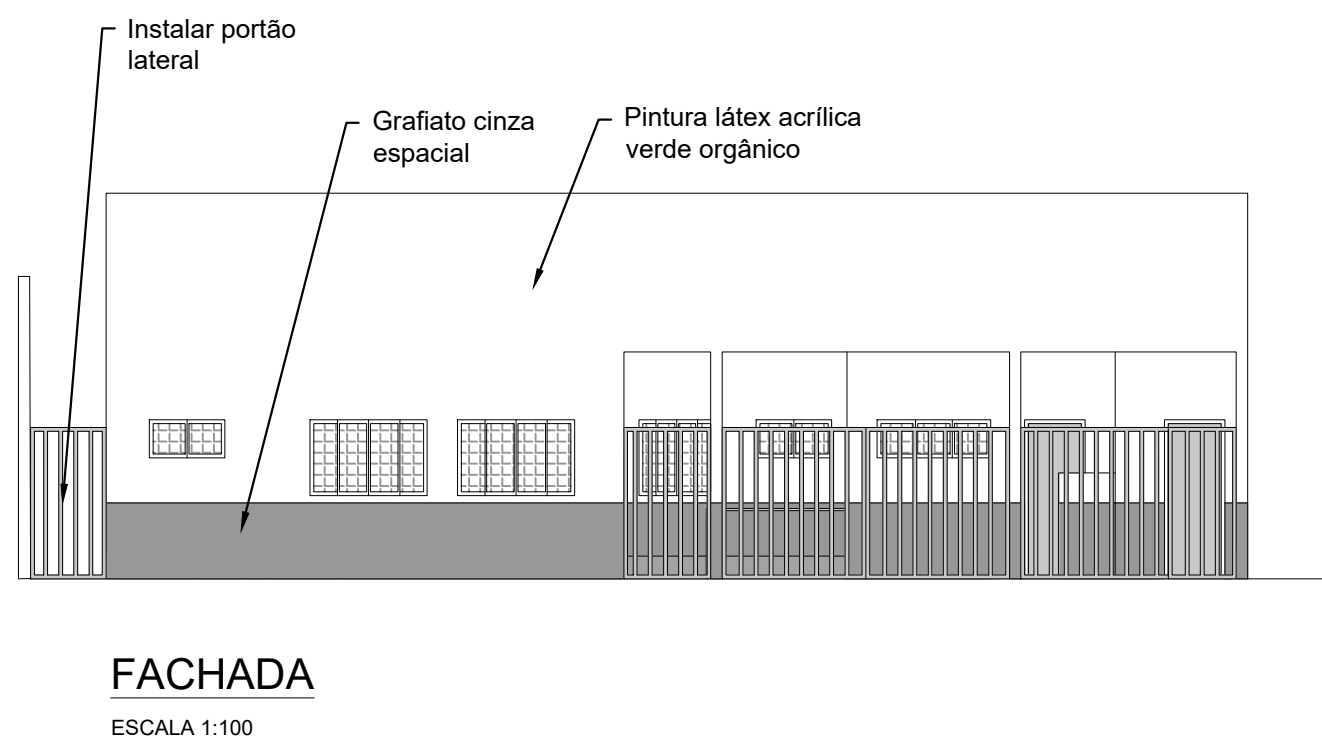 Instalar portão
lateral
Grafiato cinza
espacial
Pintura látex acrílica
verde orgânico
FACHADA
ESCALA 1:100